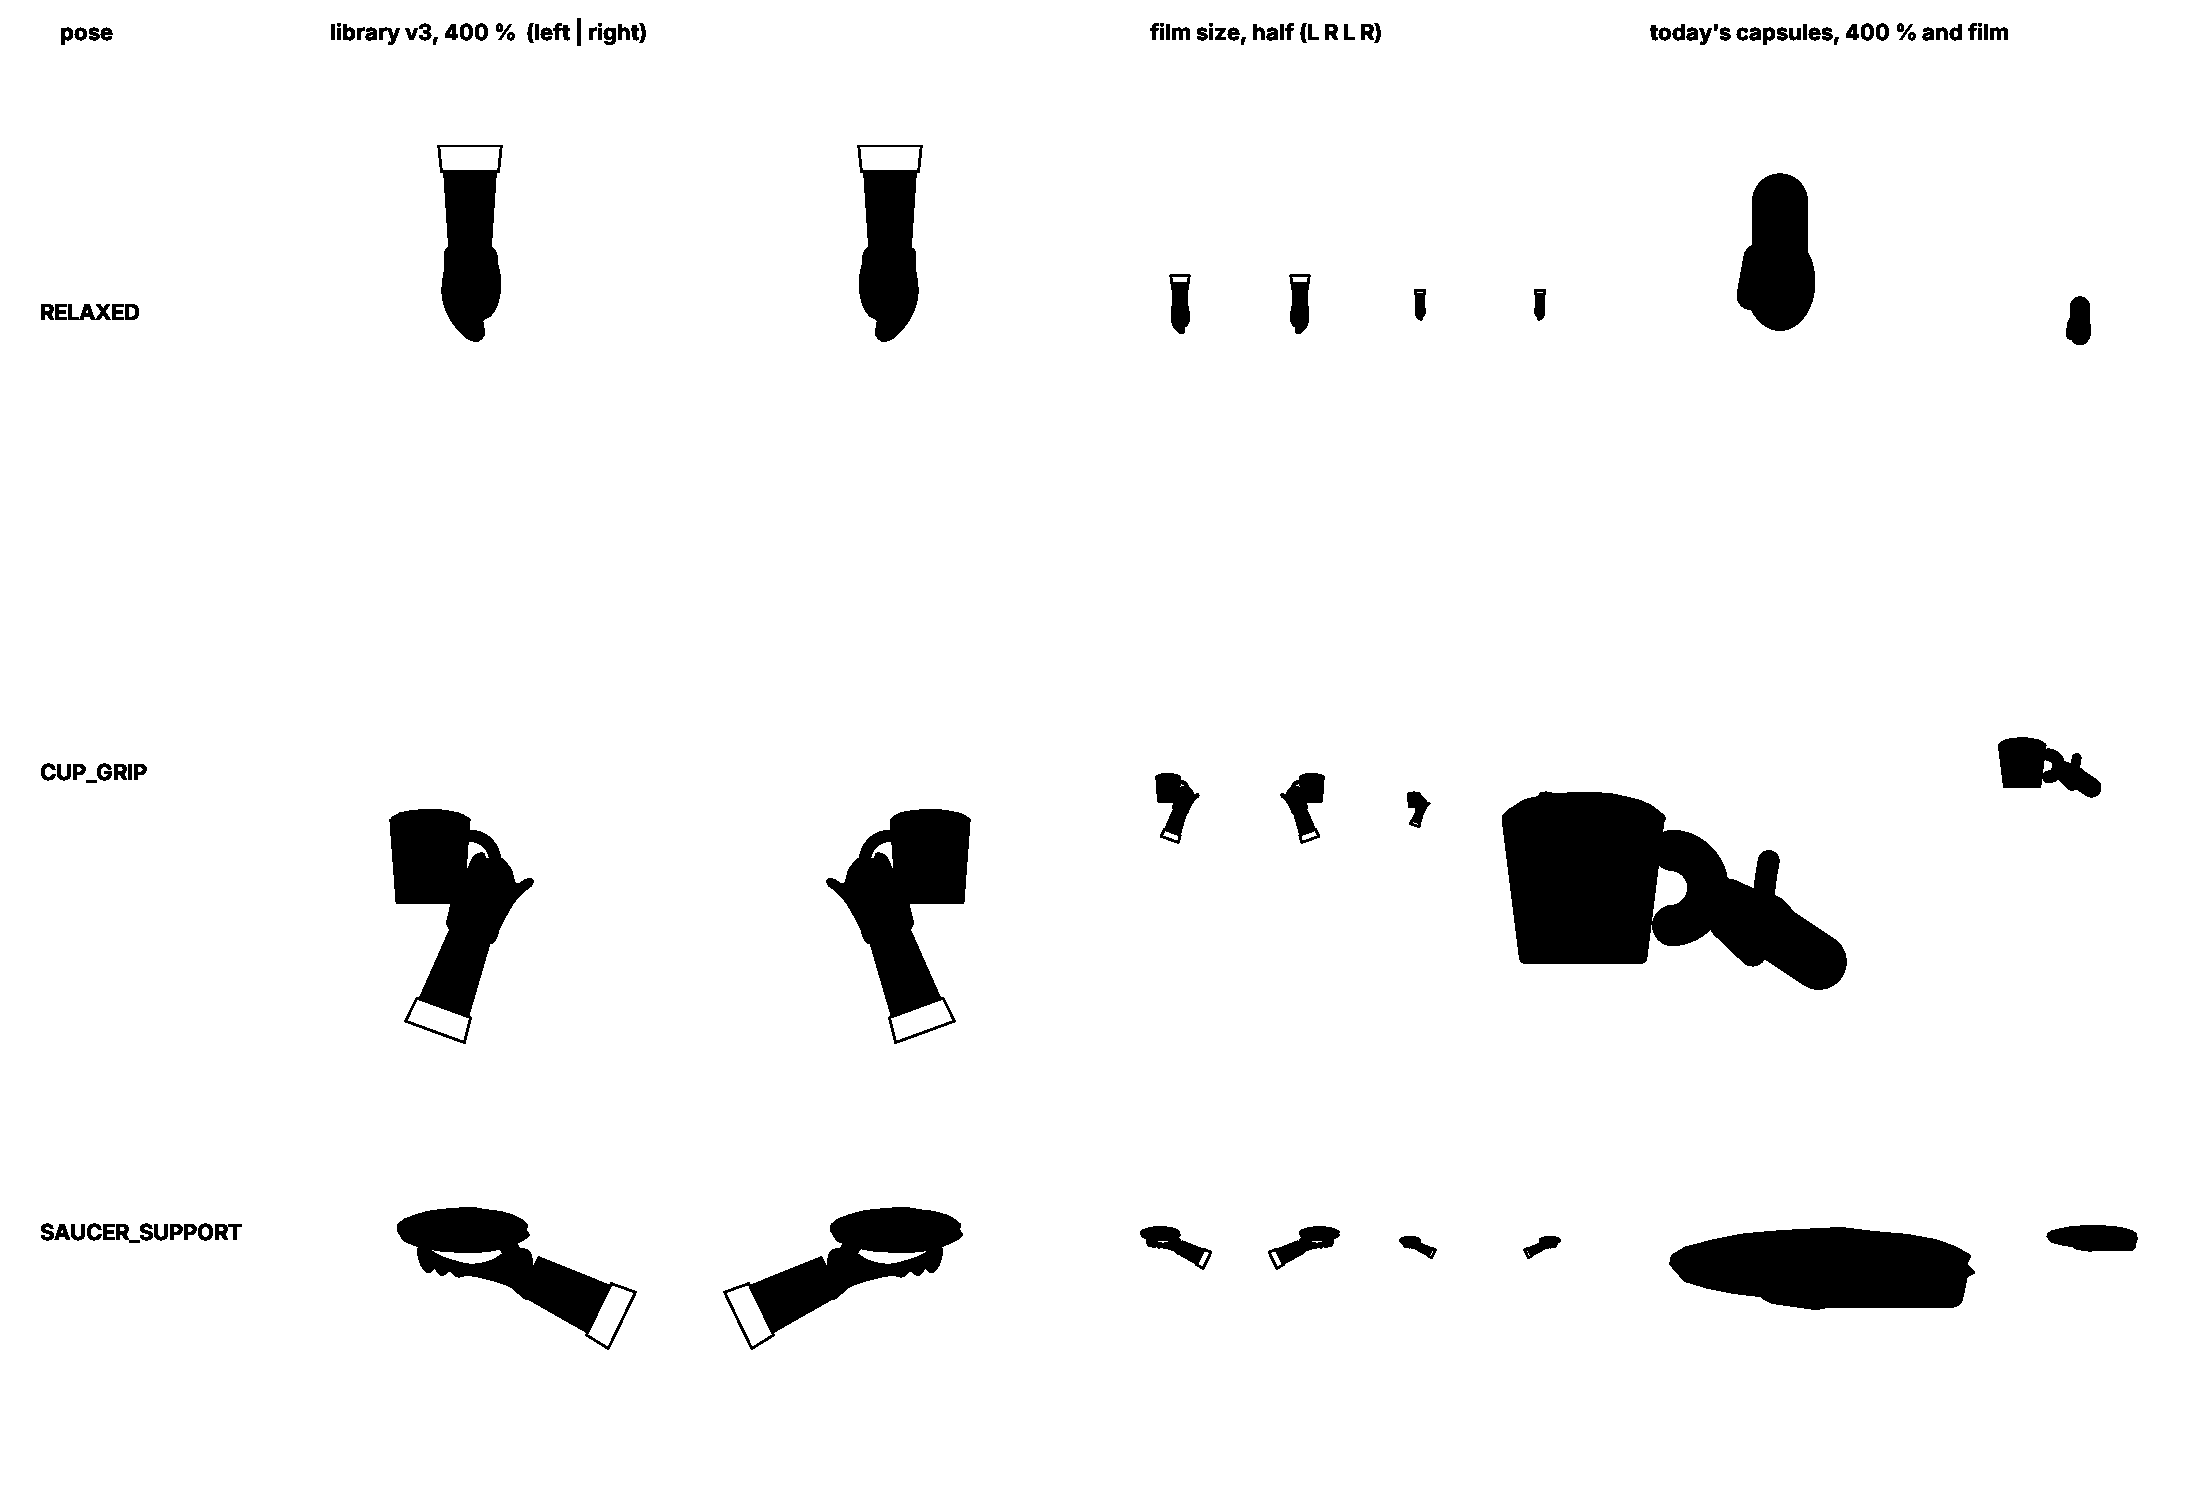 pose
library v3, 400 % (left | right)
film size, half (L R L R)
today's capsules, 400 % and film
RELAXED
CUP_GRIP
SAUCER_SUPPORT